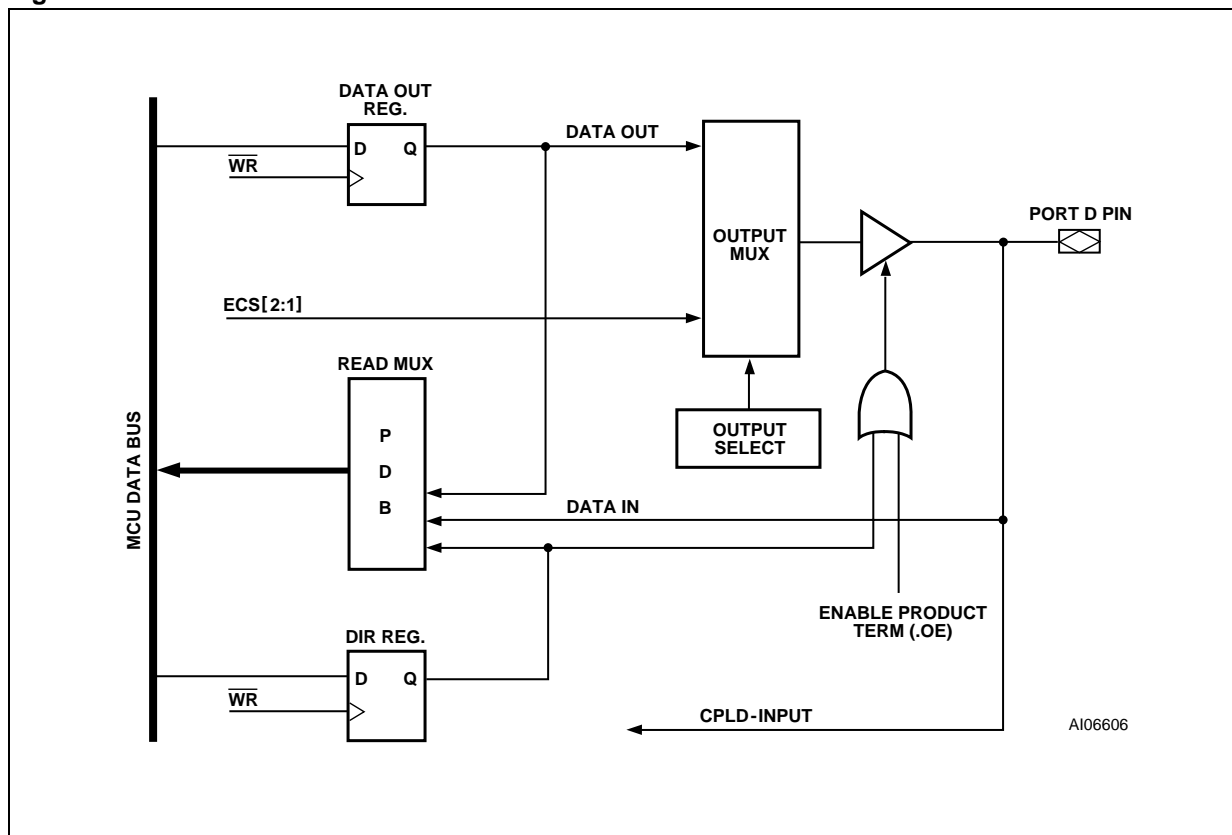 DATA OUT
REG.
D Q
WR
DATA OUT
OUTPUT
MUX
PORT D PIN
ECS[2:1]
READ MUX
P
D
B
OUTPUT
SELECT
MCU DATA BUS
DATA IN
ENABLE PRODUCT
TERM (.OE)
DIR REG.
D Q
WR
CPLD-INPUT
AI06606